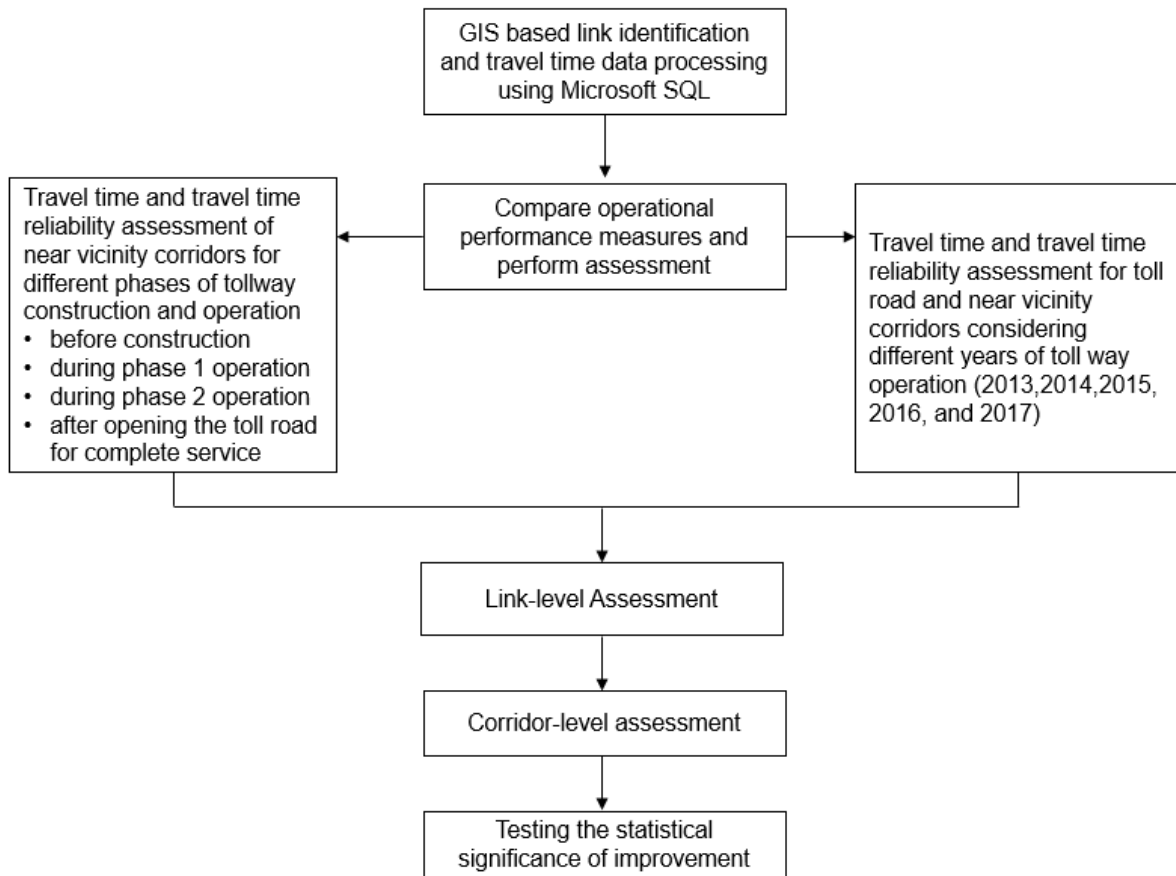 GIS based link identification
and travel time data processing
using Microsoft SQL
Travel time and travel time
reliability assessment of
near vicinity corridors for
different phases of tollway
construction and operation
• before construction
• during phase 1 operation
• during phase 2 operation
• after opening the toll road
for complete service
Compare operational
performance measures and
perform assessment
Travel time and travel time
reliability assessment for toll
road and near vicinity
corridors considering
different years of toll way
operation (2013,2014,2015,
2016, and 2017)
Link-level Assessment
Corridor-level assessment
Testing the statistical
significance of improvement